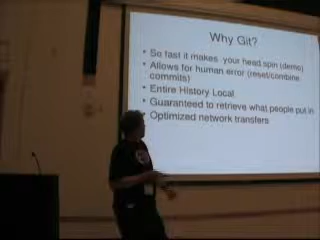 Why Git?
• So fast it makes your head spin (demo)
• Allows for human error (reset/combine
commits)
• Entire History Local
• Guaranteed to retrieve what people put in
• Optimized network transfers